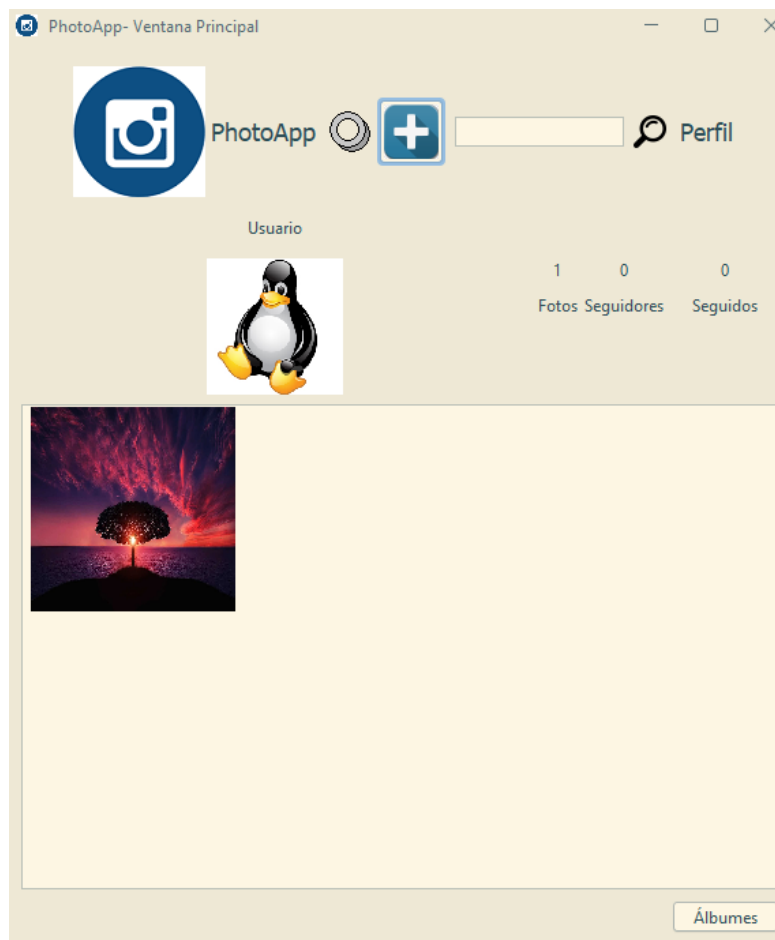 PhotoApp- Ventana Principal
PhotoApp
Perfil
Usuario
1 0 0
Fotos Seguidores Seguidos
Álbumes